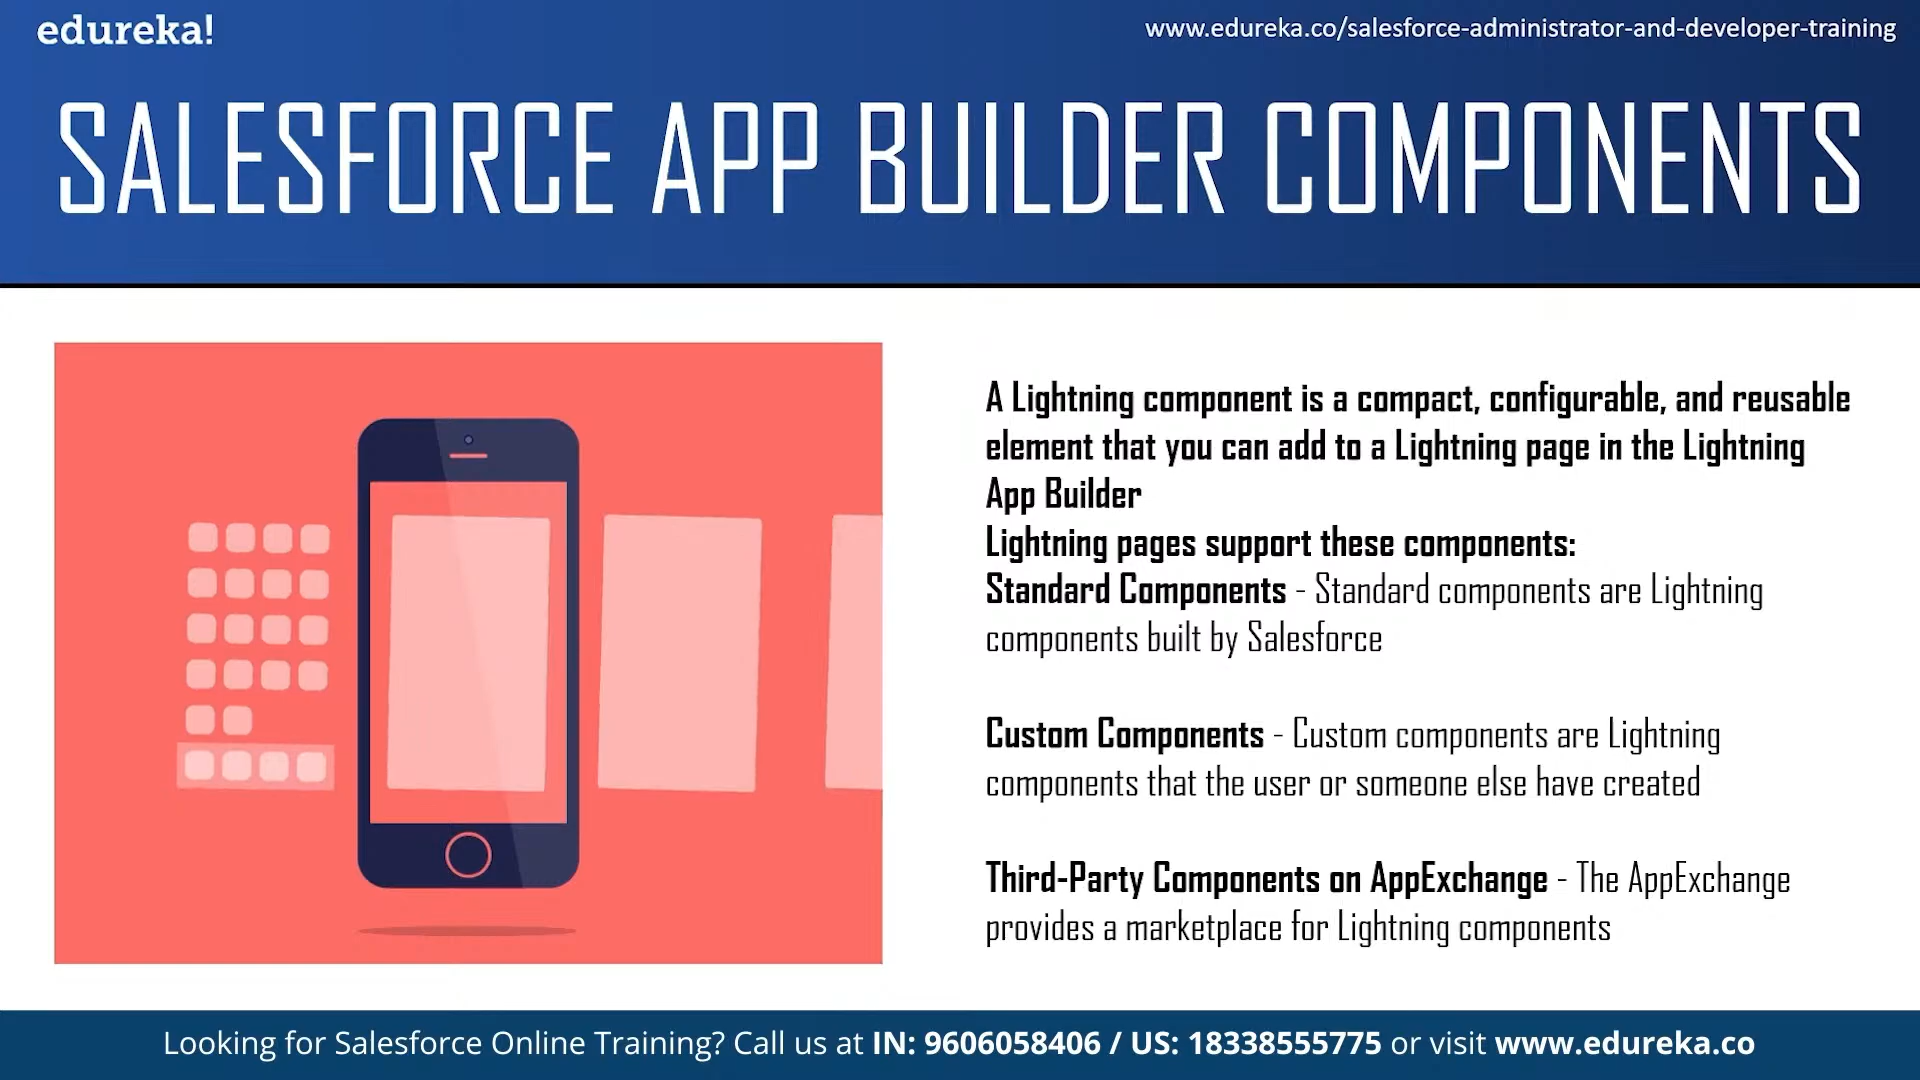 edureka!
www.edureka.co/salesforce-administrator-and-developer-training
SALESFORCE APP BUILDER COMPONENTS
A Lightning component is a compact, configurable, and reusable
element that you can add to a Lightning page in the Lightning
App Builder
Lightning pages support these components:
Standard Components - Standard components are Lightning
components built by Salesforce
Custom Components - Custom components are Lightning
components that the user or someone else have created
Third-Party Components on AppExchange - The AppExchange
provides a marketplace for Lightning components
Looking for Salesforce Online Training? Call us at IN: 9606058406 / US: 18338555775 or visit www.edureka.co